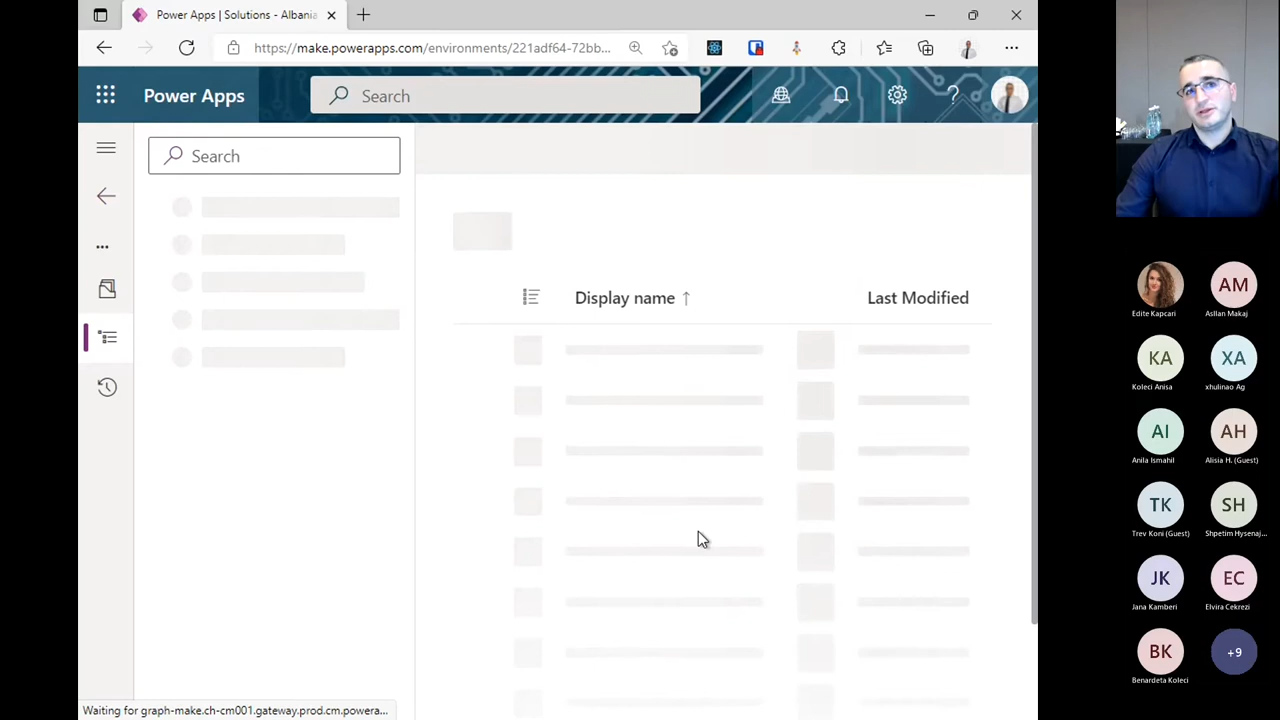 Power Apps | Solutions - Albania
https://make.powerapps.com/environments/221adf64-72bb...
Power Apps
Search
Search
Display name ↑
Last Modified
Waiting for graph-make.ch-cm001.gateway.prod.cm.powera...
Edite Kapcari
AM
Asllan Makaj
KA
Koleci Anisa
XA
xhulinao Ag
AI
Anila Ismahil
AH
Alisia H. (Guest)
TK
Trev Koni (Guest)
SH
Shpetim Hysenaj...
JK
Jana Kamberi
EC
Elvira Cekrezi
BK
Benardeta Koleci
+9